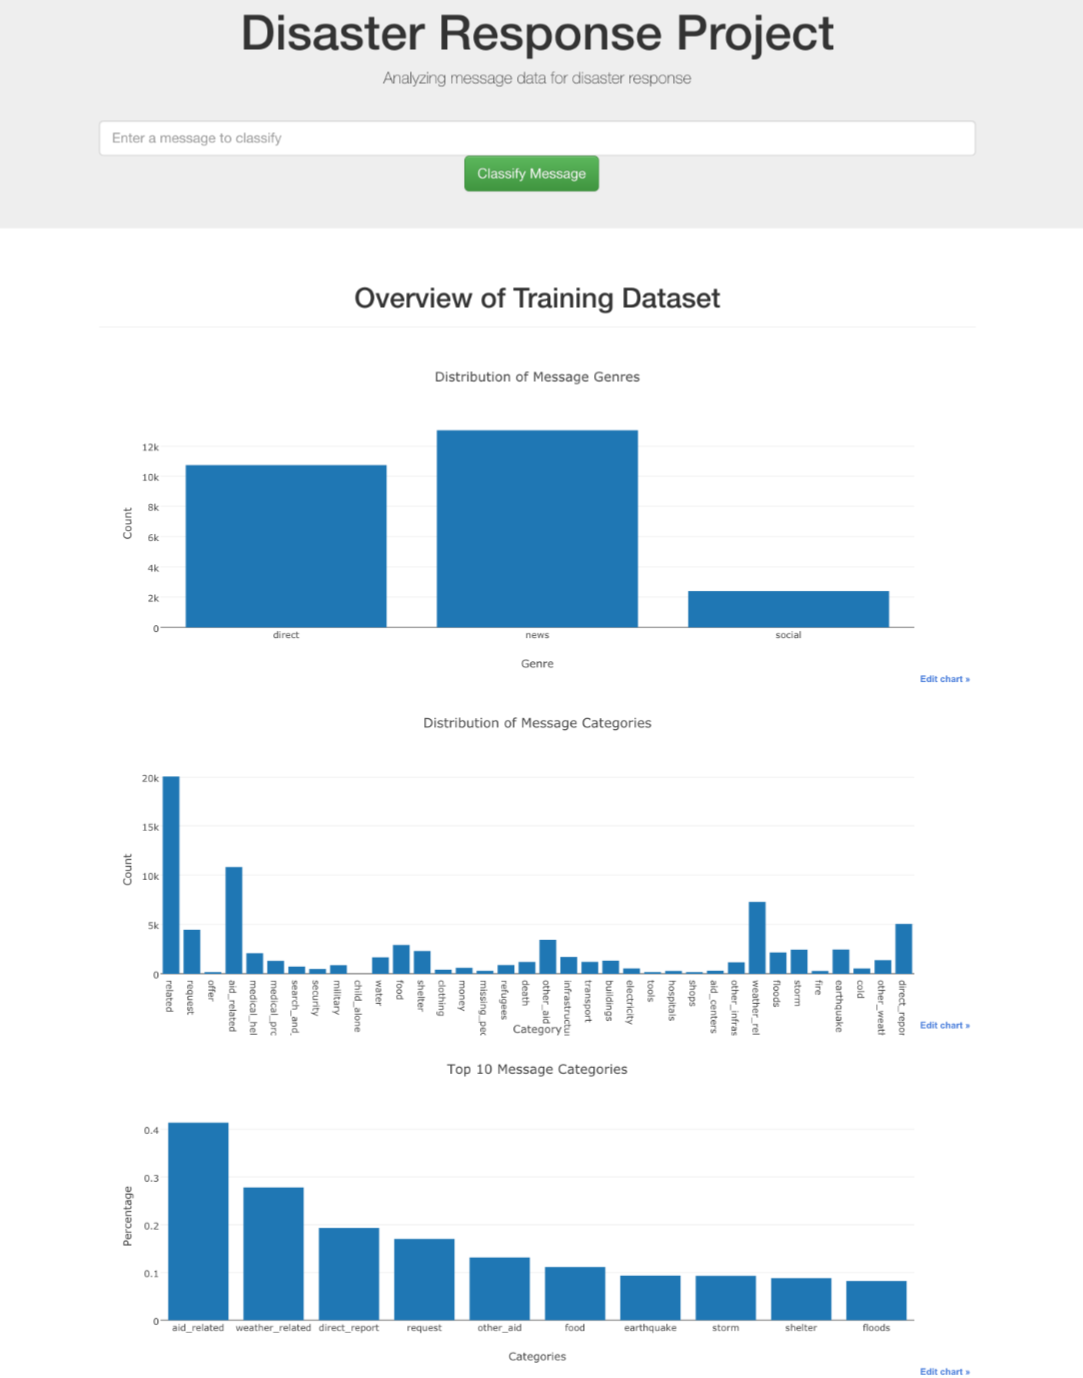 Disaster Response Project
Analyzing message data for disaster response
Enter a message to classify
Classify Message
Overview of Training Dataset
Distribution of Message Genres
12k
10k
8k
6k
4k
2k
0
Count
direct news social
Genre
Edit chart »
Distribution of Message Categories
20k
15k
10k
5k
0
Count
related request offer aid_related medical_hel medical_pro search_and security military child_alone water food shelter clothing money missing_peo refugees death other_aid infrastructu transport buildings electricity tools hospitals shops aid_centers other_infras weather_rel floods storm fire earthquake cold other_weath direct_repor
Category
Edit chart »
Top 10 Message Categories
0.4
0.3
0.2
0.1
0
Percentage
aid_related weather_related direct_report request other_aid food earthquake storm shelter floods
Categories
Edit chart »